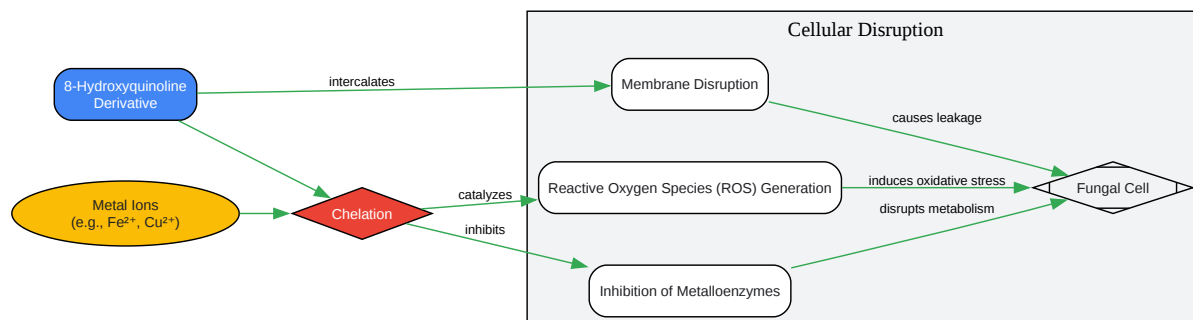 Cellular Disruption
8-Hydroxyquinoline
Derivative
intercalates
Membrane Disruption
causes leakage
Metal Ions
(e.g., Fe²⁺, Cu²⁺)
Chelation
catalyzes
Reactive Oxygen Species (ROS) Generation
induces oxidative stress
Fungal Cell
inhibits
Inhibition of Metalloenzymes
disrupts metabolism